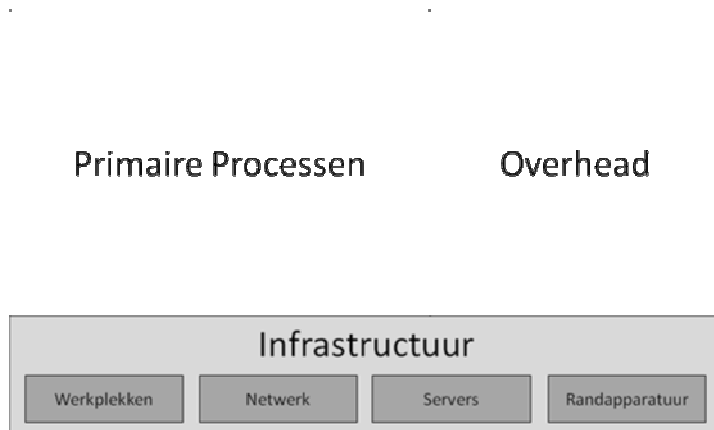 Primaire Processen
Overhead
Infrastructuur
Werkplekken
Netwerk
Servers
Randapparatuur